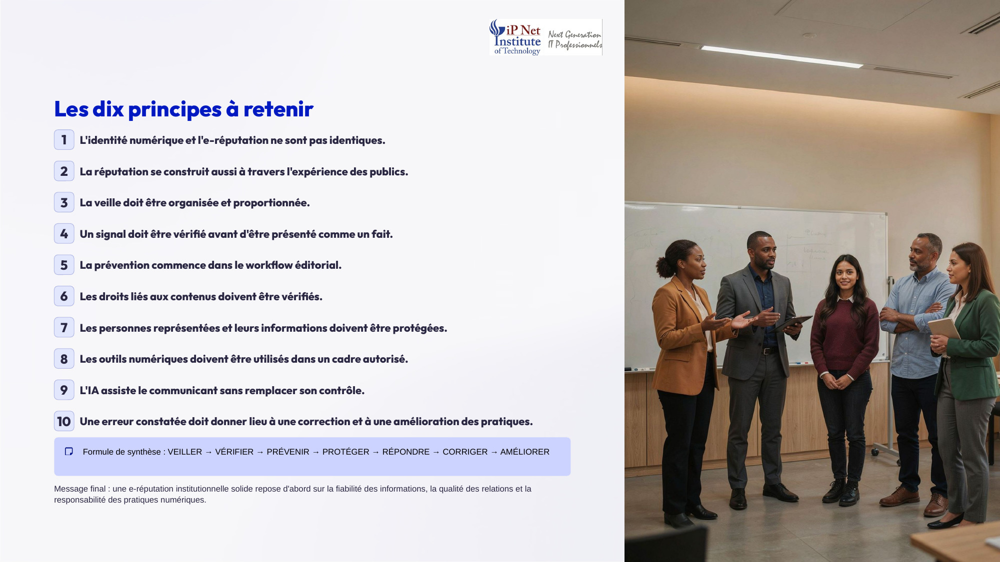 iP Net
Institute
of Technology
Next Generation
IT Professionnels
Les dix principes à retenir
1 L'identité numérique et l'e-réputation ne sont pas identiques.
2 La réputation se construit aussi à travers l'expérience des publics.
3 La veille doit être organisée et proportionnée.
4 Un signal doit être vérifié avant d'être présenté comme un fait.
5 La prévention commence dans le workflow éditorial.
6 Les droits liés aux contenus doivent être vérifiés.
7 Les personnes représentées et leurs informations doivent être protégées.
8 Les outils numériques doivent être utilisés dans un cadre autorisé.
9 L'IA assiste le communicant sans remplacer son contrôle.
10 Une erreur constatée doit donner lieu à une correction et à une amélioration des pratiques.
Formule de synthèse : VEILLER → VÉRIFIER → PRÉVENIR → PROTÉGER → RÉPONDRE → CORRIGER → AMÉLIORER
Message final : une e-réputation institutionnelle solide repose d'abord sur la fiabilité des informations, la qualité des relations et la
responsabilité des pratiques numériques.